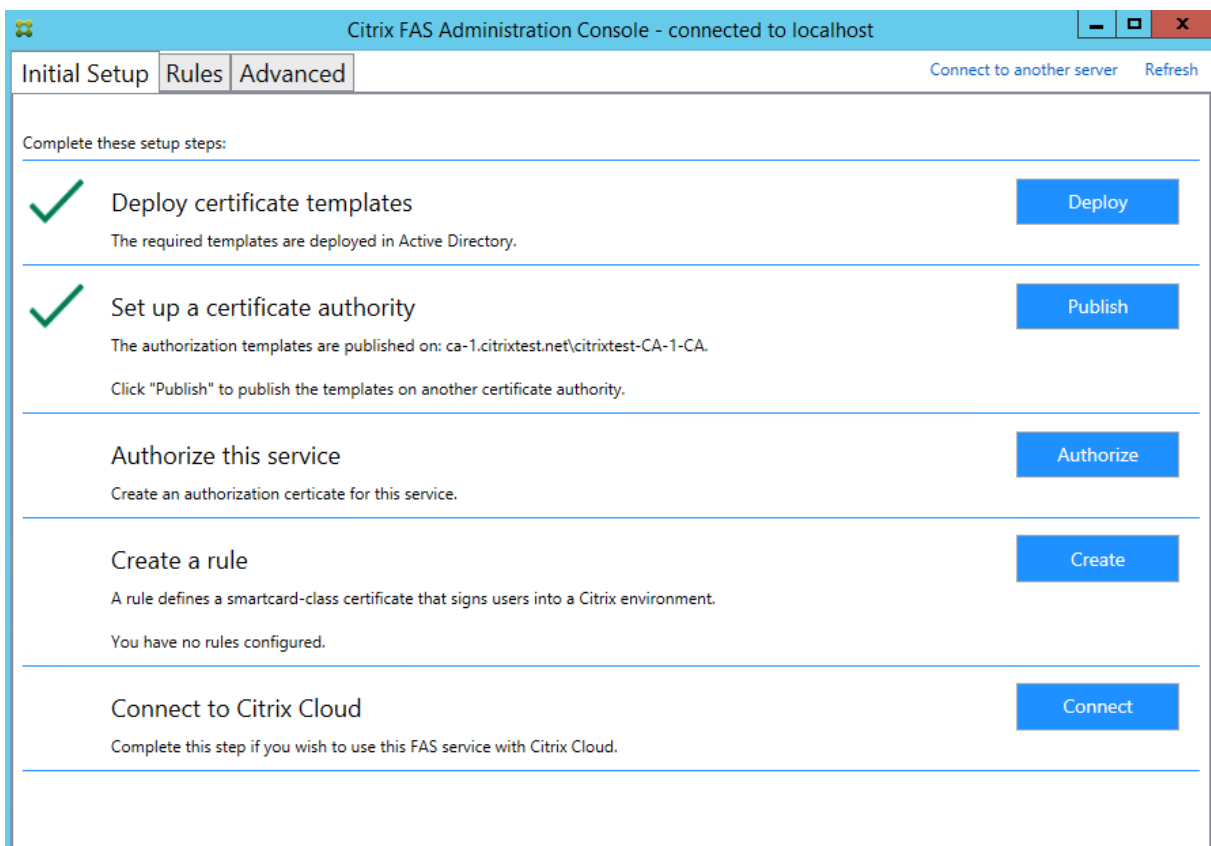 Citrix FAS Administration Console - connected to localhost
x
Initial Setup Rules Advanced Connect to another server Refresh
Complete these setup steps:
Deploy certificate templates Deploy
The required templates are deployed in Active Directory.
Set up a certificate authority Publish
The authorization templates are published on: ca-1.citrixtest.net\citrixtest-CA-1-CA.
Click "Publish" to publish the templates on another certificate authority.
Authorize this service Authorize
Create an authorization certicate for this service.
Create a rule Create
A rule defines a smartcard-class certificate that signs users into a Citrix environment.
You have no rules configured.
Connect to Citrix Cloud Connect
Complete this step if you wish to use this FAS service with Citrix Cloud.